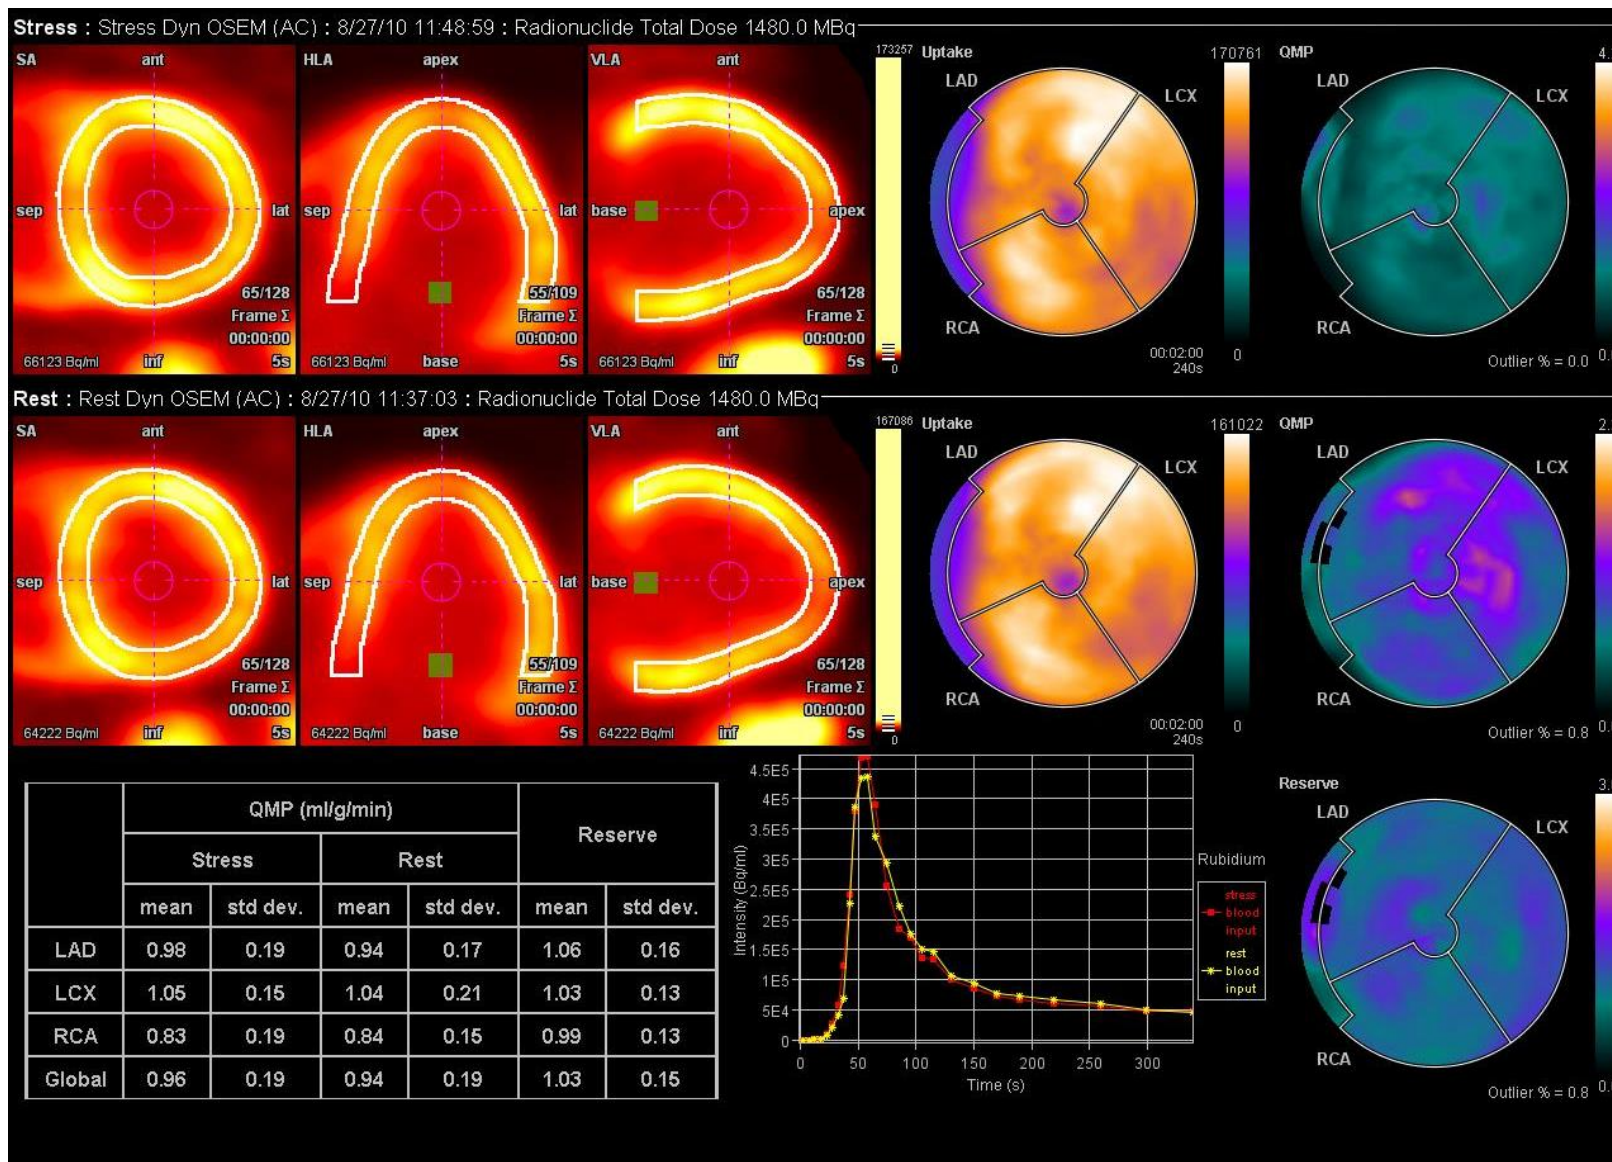 Stress : Stress Dyn OSEM (AC) : 8/27/10 11:48:59 : Radionuclide Total Dose 1480.0 MBq
SA ant
sep lat
65/128
Frame Σ
00:00:00
66123 Bq/ml inf 5s
HLA apex
sep lat
55/109
Frame Σ
00:00:00
66123 Bq/ml base 5s
VLA ant
base apex
65/128
Frame Σ
00:00:00
66123 Bq/ml inf 5s
173257
0
Uptake 170761
LAD
LCX
RCA
00:02:00
240s
0
QMP 4.
LAD
LCX
RCA
Outlier % = 0.0 0.
Rest : Rest Dyn OSEM (AC) : 8/27/10 11:37:03 : Radionuclide Total Dose 1480.0 MBq
SA ant
sep lat
65/128
Frame Σ
00:00:00
64222 Bq/ml inf 5s
HLA apex
sep lat
55/109
Frame Σ
00:00:00
64222 Bq/ml base 5s
VLA ant
base apex
65/128
Frame Σ
00:00:00
64222 Bq/ml inf 5s
167086
0
Uptake 161022
LAD
LCX
RCA
00:02:00
240s
0
QMP 2.
LAD
LCX
RCA
Outlier % = 0.8 0.
QMP (ml/g/min) Reserve
Stress Rest
mean std dev. mean std dev. mean std dev.
LAD 0.98 0.19 0.94 0.17 1.06 0.16
LCX 1.05 0.15 1.04 0.21 1.03 0.13
RCA 0.83 0.19 0.84 0.15 0.99 0.13
Global 0.96 0.19 0.94 0.19 1.03 0.15
Intensity (Bq/ml)
4.5E5
4E5
3.5E5
3E5
2.5E5
2E5
1.5E5
1E5
5E4
0
0 50 100 150 200 250 300
Time (s)
Rubidium
stress
blood
input
rest
blood
input
Reserve 3.
LAD
LCX
RCA
Outlier % = 0.8 0.